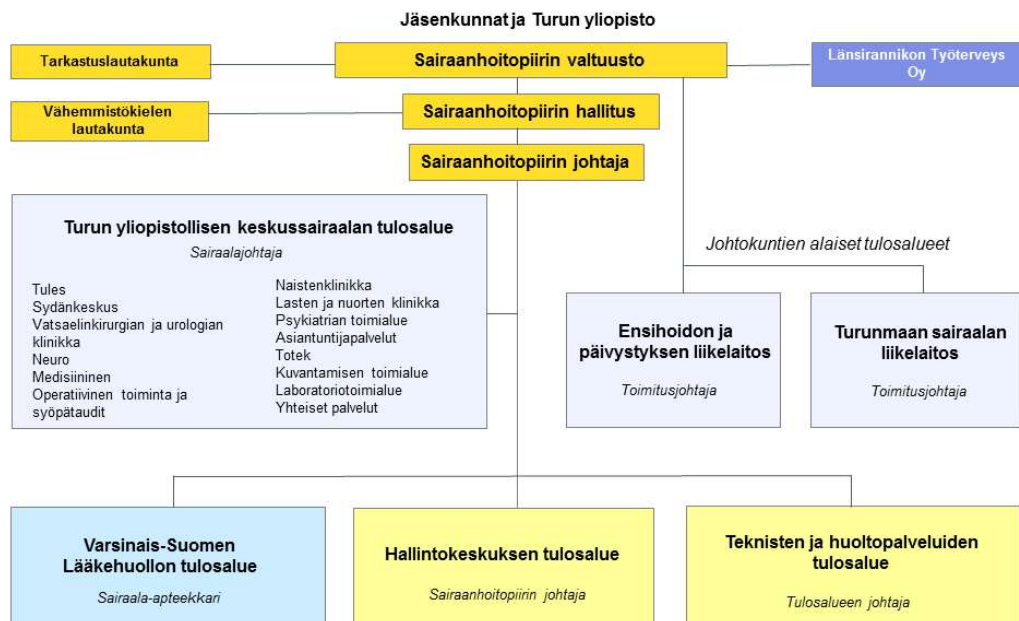 Jäsenkunnat ja Turun yliopisto
Tarkastuslautakunta
Sairaanhoitopiirin valtuusto
Länsirannikon Työterveys
Oy
Vähemmistökielen
lautakunta
Sairaanhoitopiirin hallitus
Sairaanhoitopiirin johtaja
Turun yliopistollisen keskussairaalan tulosalue
Sairaalajohtaja
Tules
Sydänkeskus
Vatsaelinkirurgian ja urologian
klinikka
Neuro
Medisiininen
Operatiivinen toiminta ja
syöpätaudit
Naistenklinikka
Lasten ja nuorten klinikka
Psykiatrian toimialue
Asiantuntijapalvelut
Totek
Kuvantamisen toimialue
Laboratoriotoimialue
Yhteiset palvelut
Johtokuntien alaiset tulosalueet
Ensihoidon ja
päivystyksen liikelaitos
Toimitusjohtaja
Turunmaan sairaalan
liikelaitos
Toimitusjohtaja
Varsinais-Suomen
Lääkehuollon tulosalue
Sairaala-apteekkari
Hallintokeskuksen tulosalue
Sairaanhoitopiirin johtaja
Teknisten ja huoltopalveluiden
tulosalue
Tulosalueen johtaja